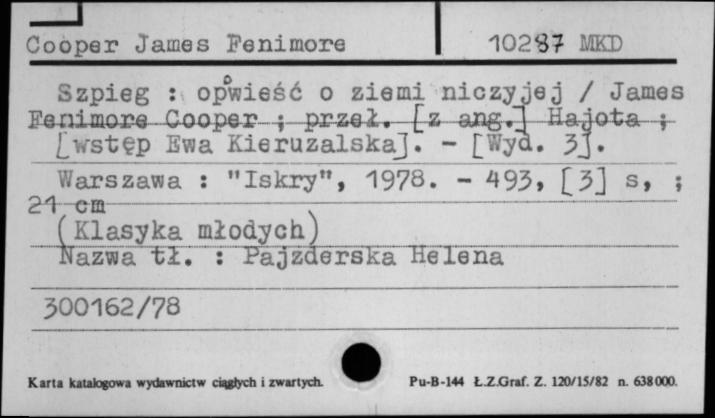 Cooper James Fenimore 10287 MKD
Szpieg : opowieść o ziemi niczyjej / James
Fenimore Cooper ; przeł. [z ang.] Hajota ;
[wstęp Ewa Kieruzalska]. - [Wyd. 3].
Warszawa : "Iskry", 1978. - 493, [3] s, ;
21 cm
(Klasyka młodych)
Nazwa tł. : Pajzderska Helena
300162/78
Karta katalogowa wydawnictw ciągłych i zwartych. Pu-B-144 Ł.Z.Graf. Z. 120/15/82 n. 638000.